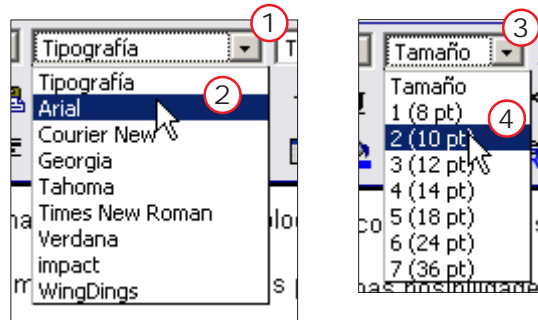 1
Tipografía
Tipografía
2
Arial
Courier New
Georgia
Tahoma
Times New Roman
Verdana
impact
WingDings
3
Tamaño
Tamaño
1 (8 pt)
4
2 (10 pt)
3 (12 pt)
4 (14 pt)
5 (18 pt)
6 (24 pt)
7 (36 pt)